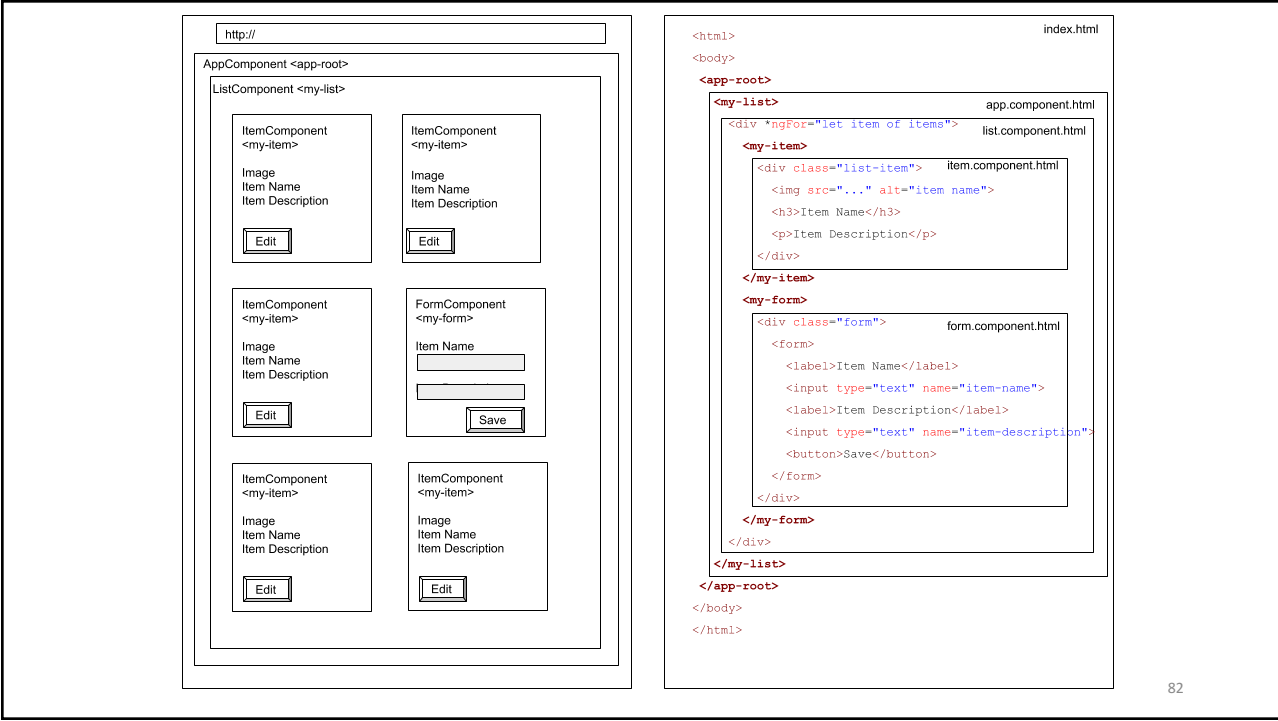 http://
AppComponent <app-root>
ListComponent <my-list>
ItemComponent
<my-item>
Image
Item Name
Item Description
Edit
ItemComponent
<my-item>
Image
Item Name
Item Description
Edit
ItemComponent
<my-item>
Image
Item Name
Item Description
Edit
FormComponent
<my-form>
Item Name
Save
ItemComponent
<my-item>
Image
Item Name
Item Description
Edit
ItemComponent
<my-item>
Image
Item Name
Item Description
Edit
index.html
<html>
<body>
<app-root>
<my-list>
app.component.html
<div *ngFor="let item of items">
list.component.html
<my-item>
<div class="list-item">
item.component.html
<img src="..." alt="item name">
<h3>Item Name</h3>
<p>Item Description</p>
</div>
</my-item>
<my-form>
<div class="form">
form.component.html
<form>
<label>Item Name</label>
<input type="text" name="item-name">
<label>Item Description</label>
<input type="text" name="item-description">
<button>Save</button>
</form>
</div>
</my-form>
</div>
</my-list>
</app-root>
</body>
</html>
82